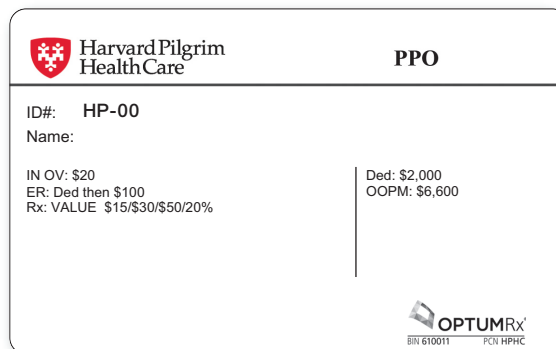 Harvard Pilgrim
HealthCare
PPO
ID#: HP-00
Name:
IN OV: $20
ER: Ded then $100
Rx: VALUE $15/$30/$50/20%
Ded: $2,000
OOPM: $6,600
OPTUMRx'
BIN 610011 PCN HPHC